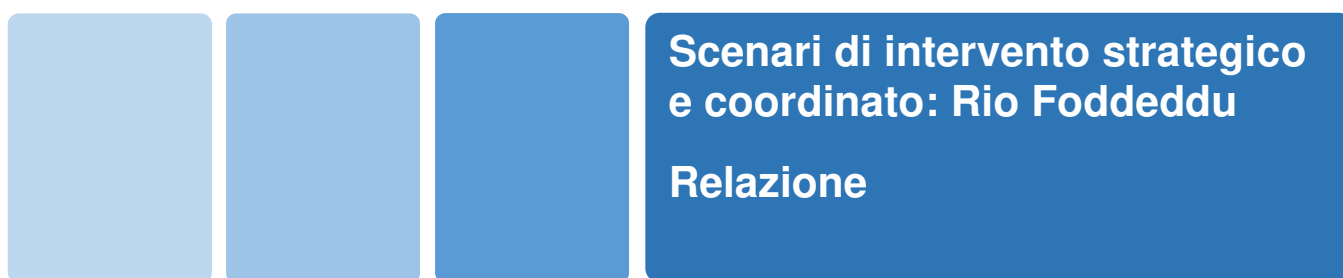 Scenari di intervento strategico
e coordinato: Rio Foddeddu
Relazione